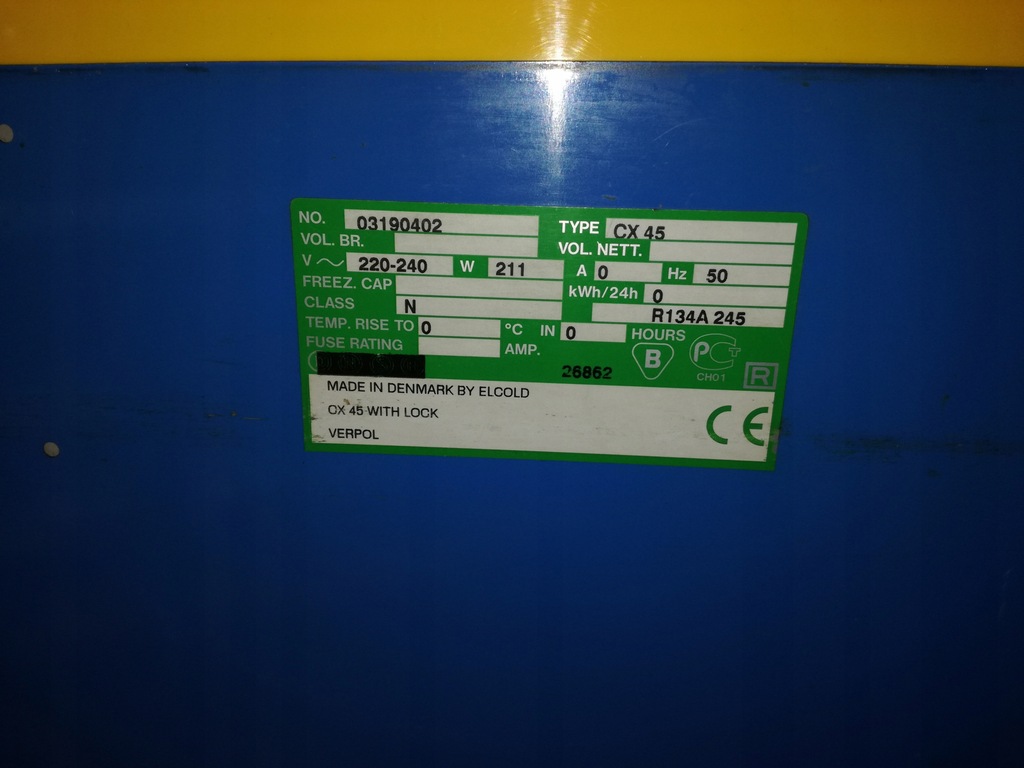 NO. 03190402 TYPE CX 45
VOL. BR. VOL. NETT.
V ~ 220-240 W 211 A 0 Hz 50
FREEZ. CAP kWh/24h 0
CLASS N R134A 245
TEMP. RISE TO 0 °C IN 0 HOURS
FUSE RATING AMP. B PCT
26862 CH01 R
MADE IN DENMARK BY ELCOLD
CX 45 WITH LOCK CE
VERPOL